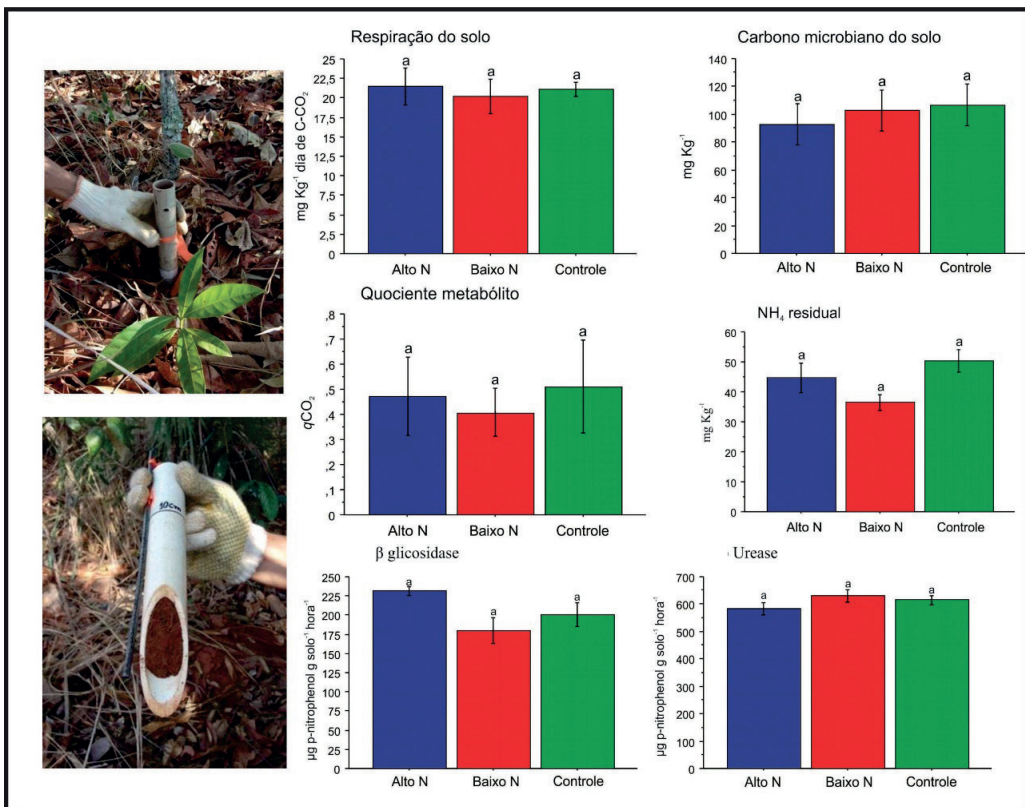 Respiração do solo
mg Kg⁻¹ dia de C-CO₂
25
22,5
20
17,5
15
12,5
10
7,5
5
2,5
0
a
a
a
Alto N
Baixo N
Controle
Carbono microbiano do solo
mg Kg⁻¹
140
120
100
80
60
40
20
0
a
a
a
Alto N
Baixo N
Controle
Quociente metabólito
qCO₂
,8
,7
,6
,5
,4
,3
,2
,1
0
a
a
a
Alto N
Baixo N
Controle
NH₄ residual
mg Kg⁻¹
60
50
40
30
20
10
0
a
a
a
Alto N
Baixo N
Controle
10cm
β glicosidase
µg p-nitrophenol g solo⁻¹ hora⁻¹
250
225
200
175
150
125
100
75
50
25
0
a
a
a
Alto N
Baixo N
Controle
Urease
µg p-nitrophenol g solo⁻¹ hora⁻¹
700
600
500
400
300
200
100
0
a
a
a
Alto N
Baixo N
Controle